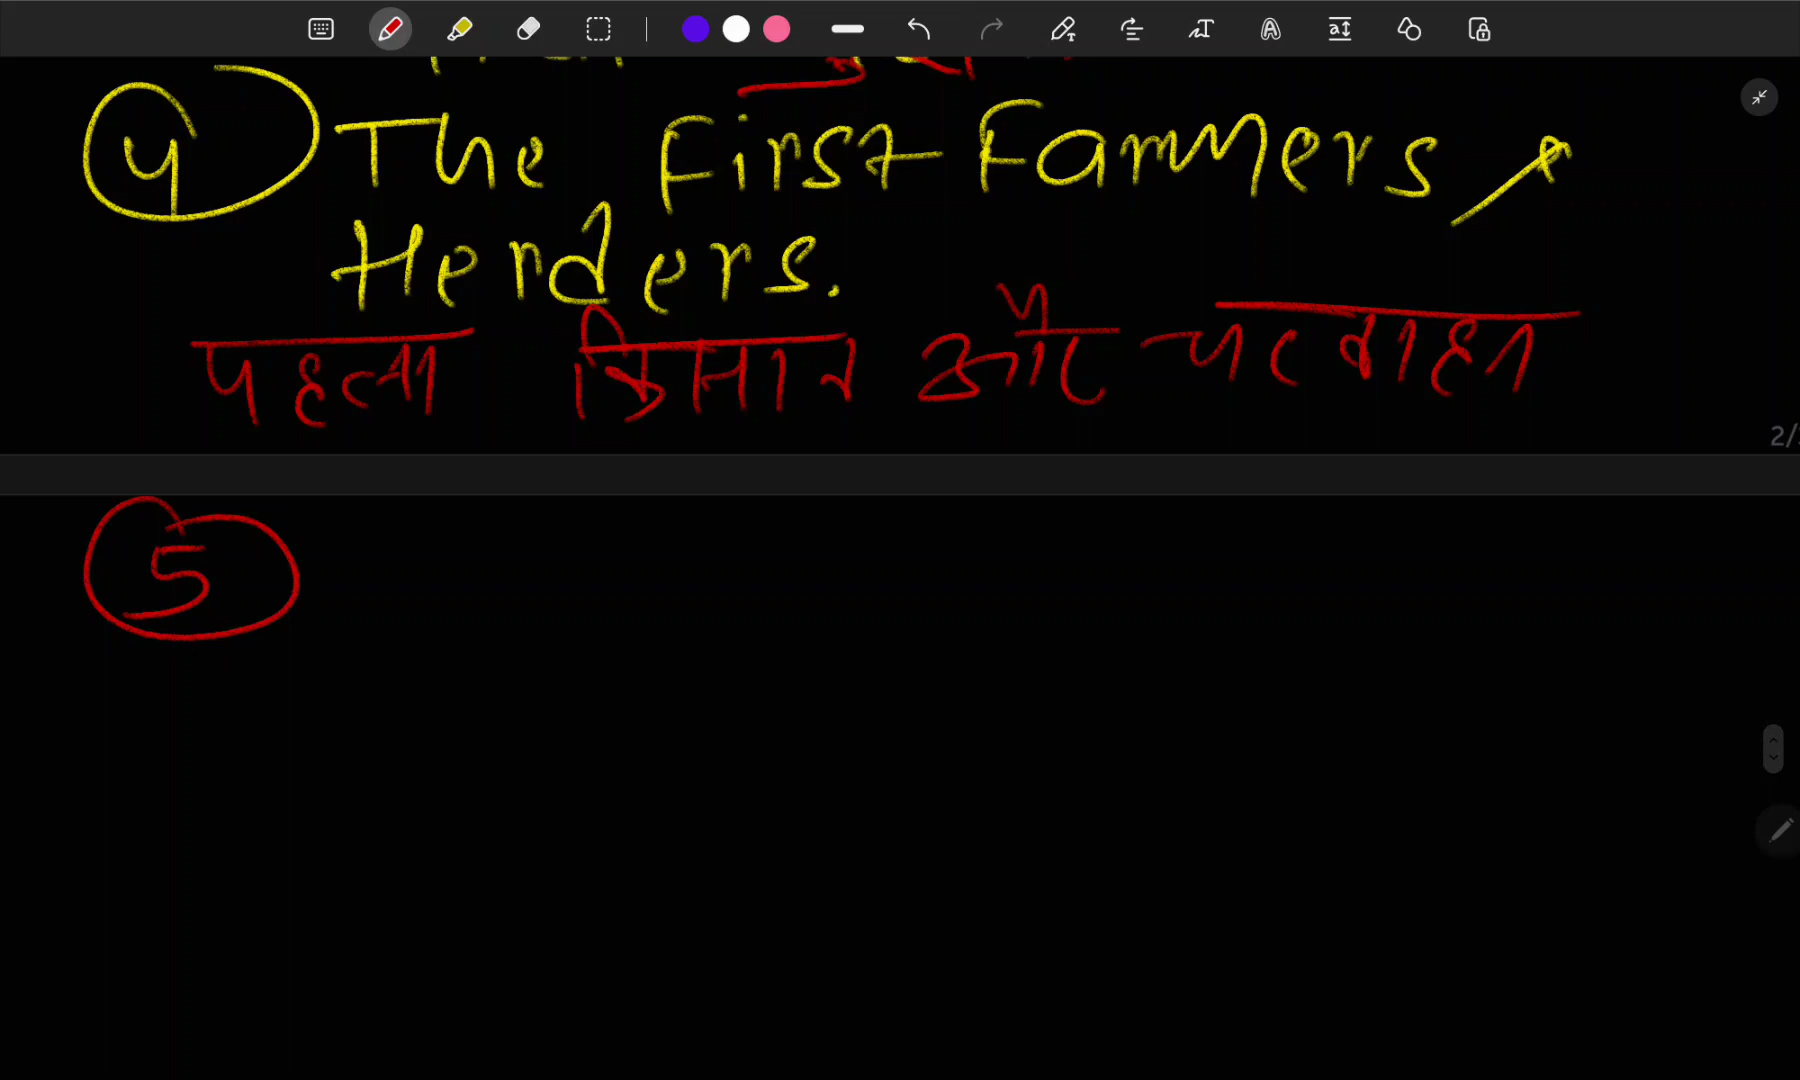 4 The First Farmers,
Herders.
पहला किसान और चरवाहा
2/
5